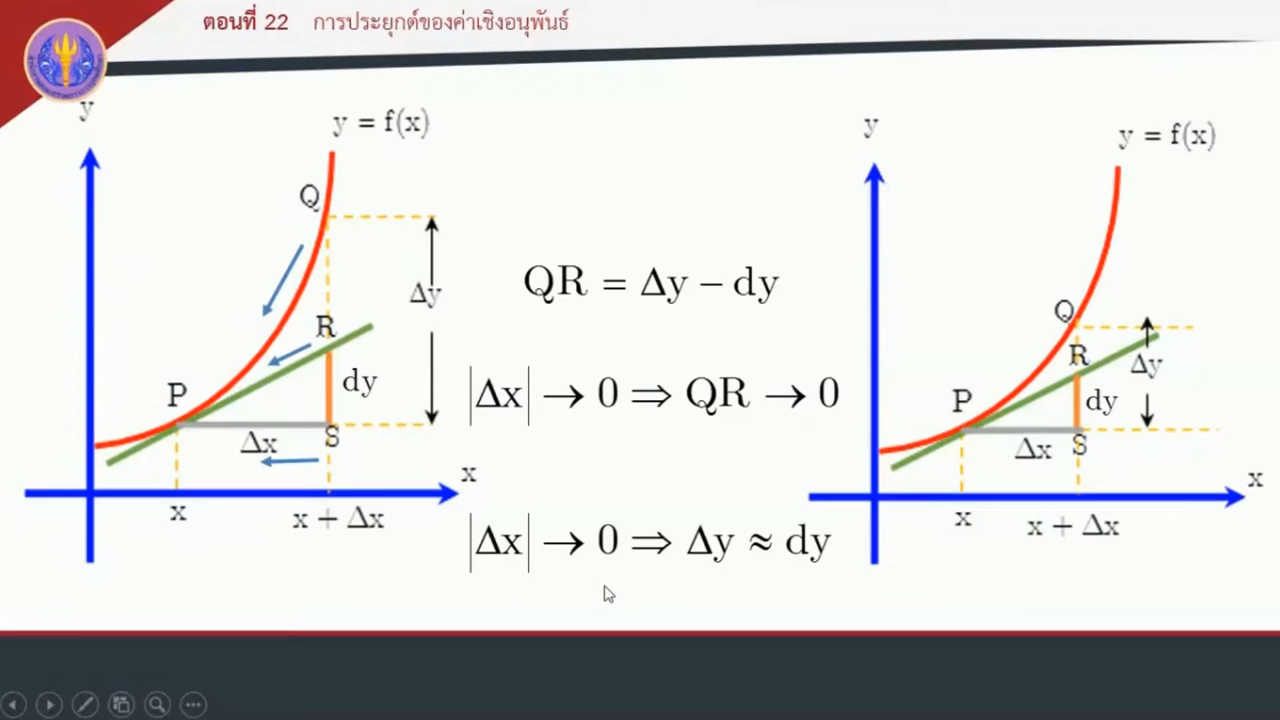 ตอนที่ 22 การประยุกต์ของค่าเชิงอนุพันธ์
y
y = f(x)
Q
Δy
R
P
dy
Δx
S
x
x
x + Δx
QR = Δy − dy
|Δx| → 0 ⇒ QR → 0
|Δx| → 0 ⇒ Δy ≈ dy
y
y = f(x)
Q
R
Δy
P
dy
Δx
S
x
x
x + Δx